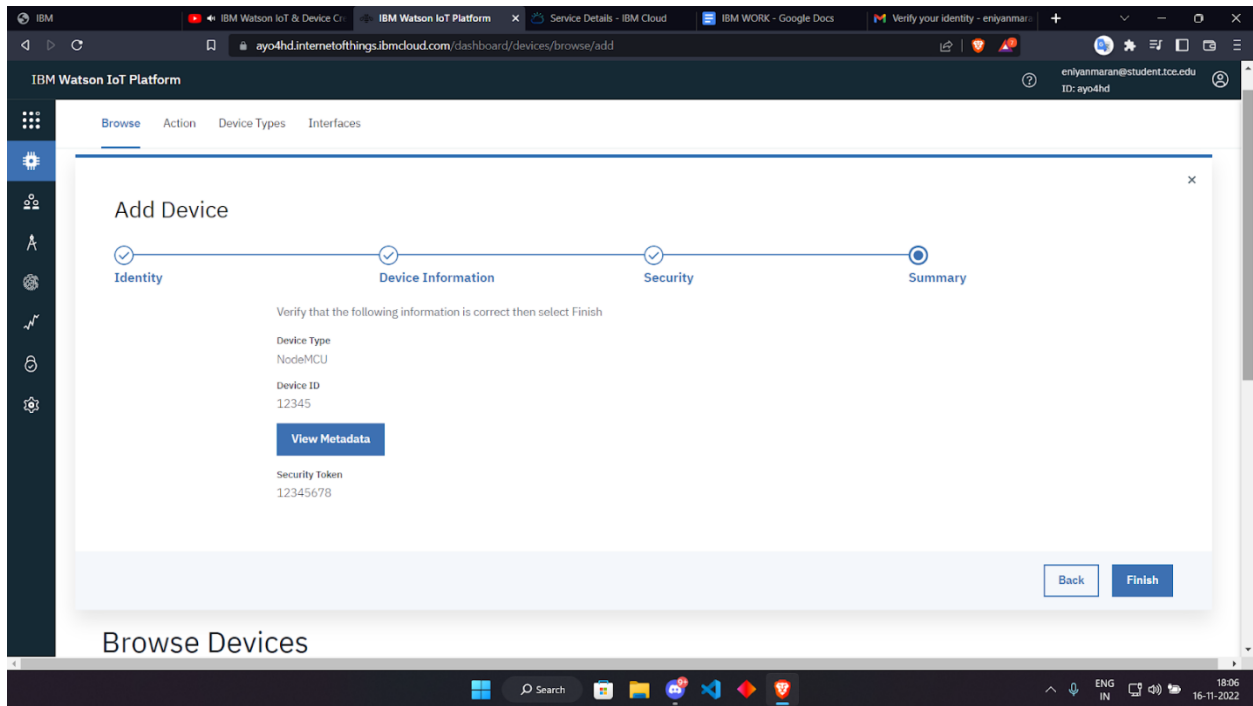 IBM
IBM Watson IoT & Device Cr
IBM Watson IoT Platform
Service Details - IBM Cloud
IBM WORK - Google Docs
Verify your identity - eniyanmara
ayo4hd.internetofthings.ibmcloud.com/dashboard/devices/browse/add
IBM Watson IoT Platform
eniyanmaran@student.tce.edu
ID: ayo4hd
Browse Action Device Types Interfaces
Add Device
Identity Device Information Security Summary
Verify that the following information is correct then select Finish
Device Type
NodeMCU
Device ID
12345
View Metadata
Security Token
12345678
Back Finish
Browse Devices
Search
ENG
IN
18:06
16-11-2022